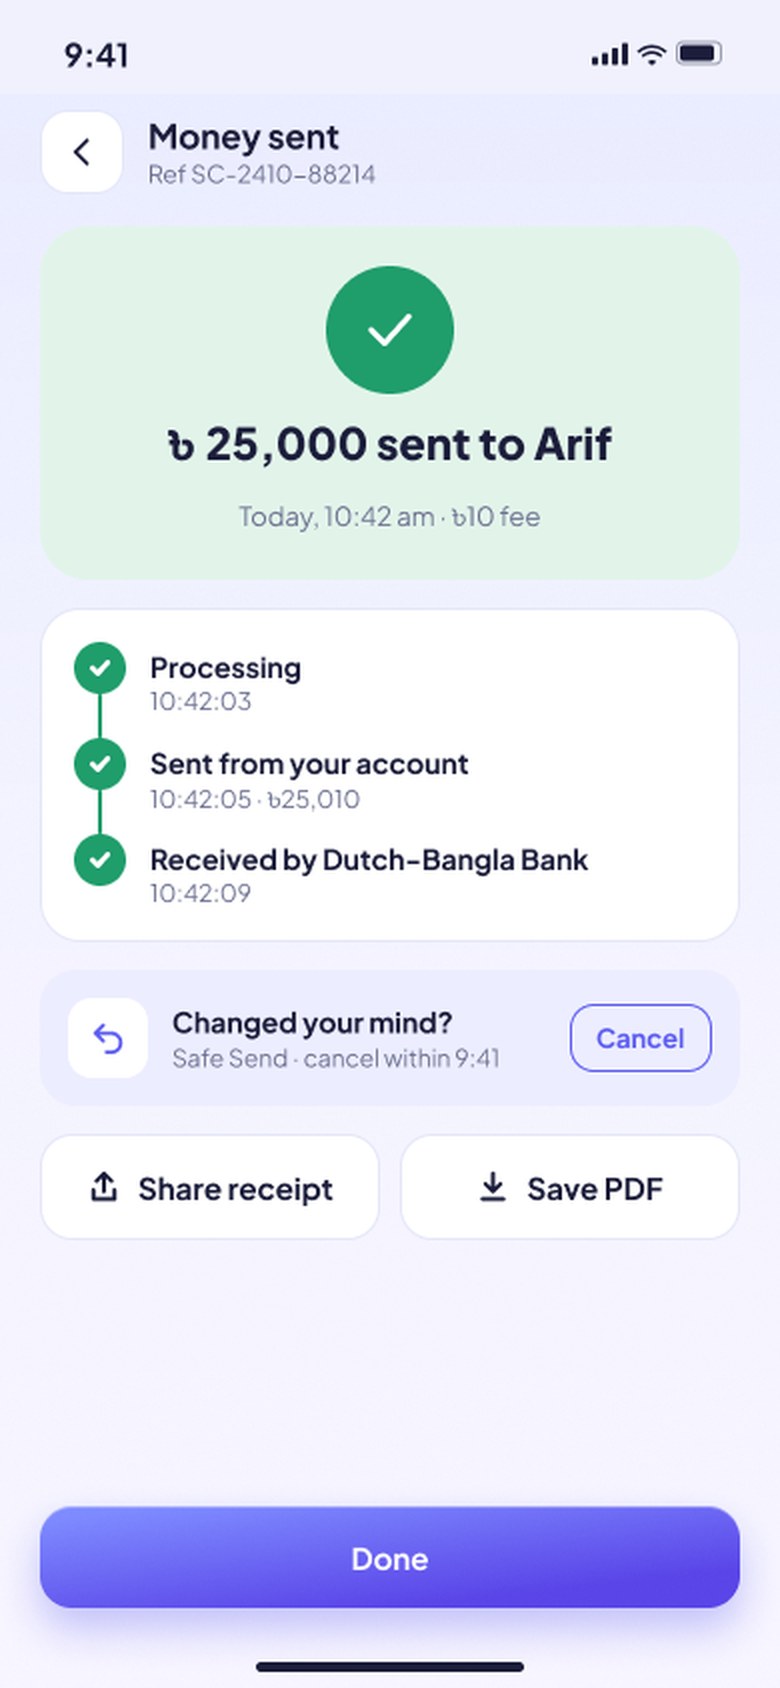 9:41
Money sent
Ref SC-2410-88214
৳ 25,000 sent to Arif
Today, 10:42 am · ৳10 fee
Processing
10:42:03
Sent from your account
10:42:05 · ৳25,010
Received by Dutch-Bangla Bank
10:42:09
Changed your mind?
Safe Send · cancel within 9:41
Cancel
Share receipt
Save PDF
Done